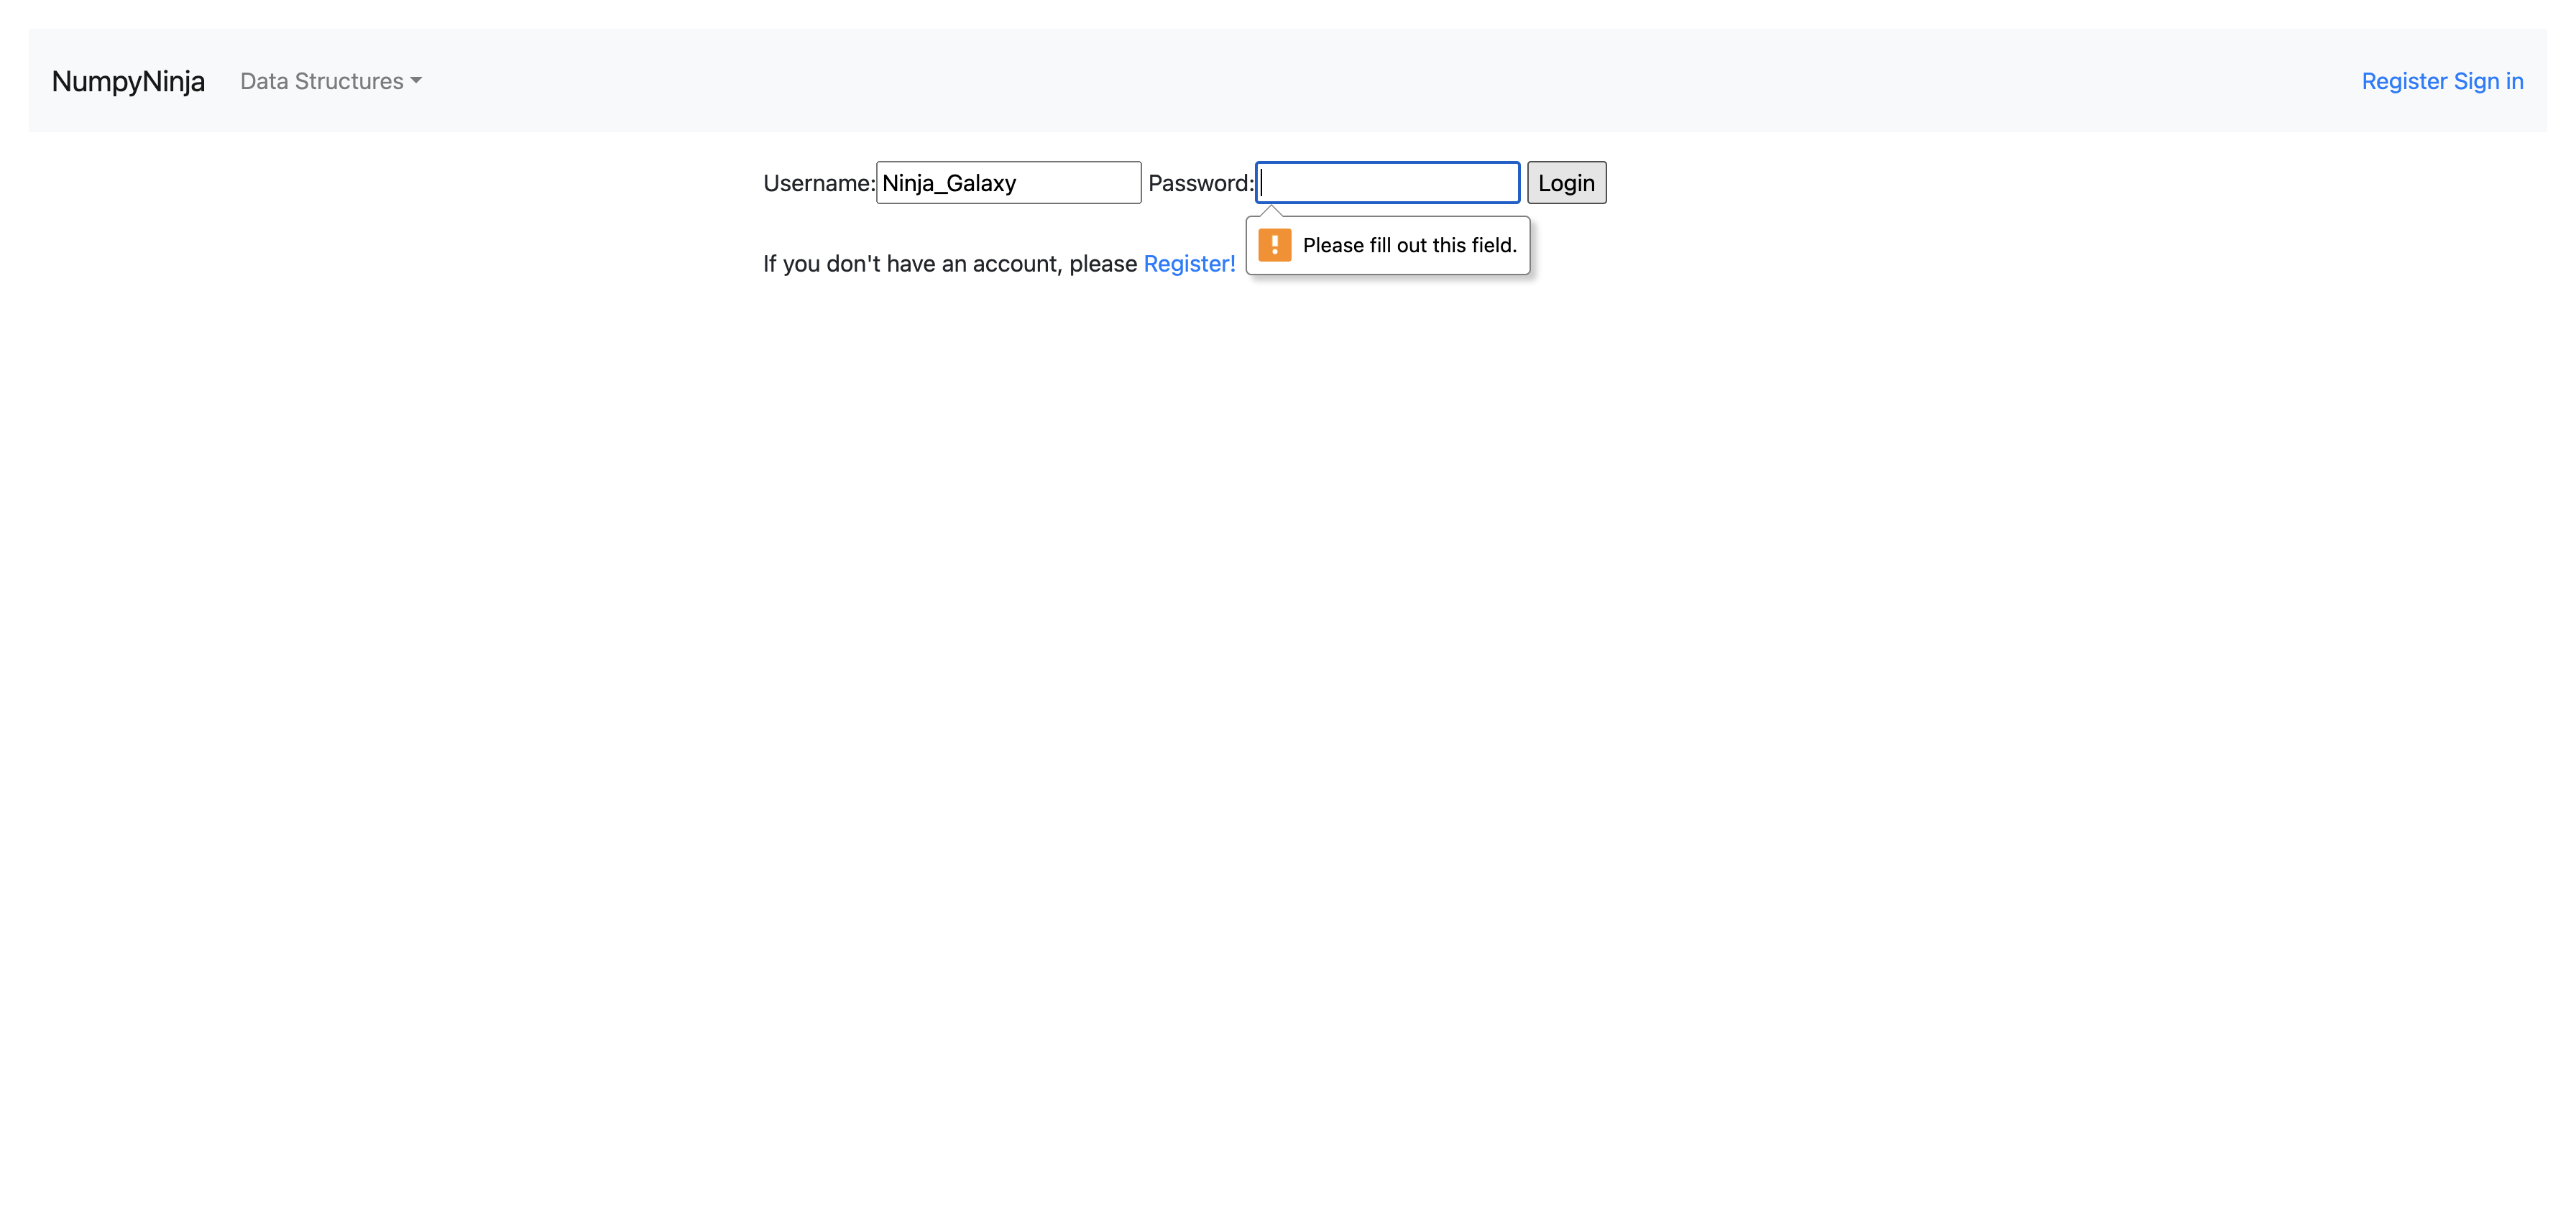 NumpyNinja Data Structures Register Sign in
Username: Ninja_Galaxy Password: Login
Please fill out this field.
If you don't have an account, please Register!